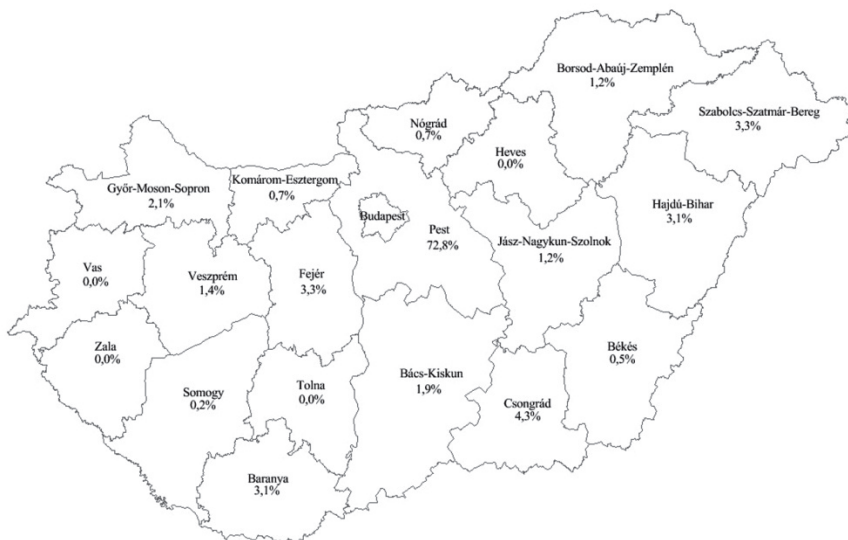 Borsod-Abaúj-Zemplén
1,2%
Szabolcs-Szatmár-Bereg
3,3%
Nógrád
0,7%
Heves
0,0%
Győr-Moson-Sopron
2,1%
Komárom-Esztergom
0,7%
Budapest
Pest
72,8%
Hajdú-Bihar
3,1%
Jász-Nagykun-Szolnok
1,2%
Vas
0,0%
Veszprém
1,4%
Fejér
3,3%
Zala
0,0%
Somogy
0,2%
Tolna
0,0%
Bács-Kiskun
1,9%
Békés
0,5%
Csongrád
4,3%
Baranya
3,1%